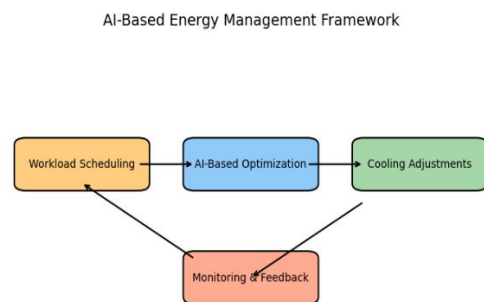 AI-Based Energy Management Framework
Workload Scheduling
AI-Based Optimization
Cooling Adjustments
Monitoring & Feedback